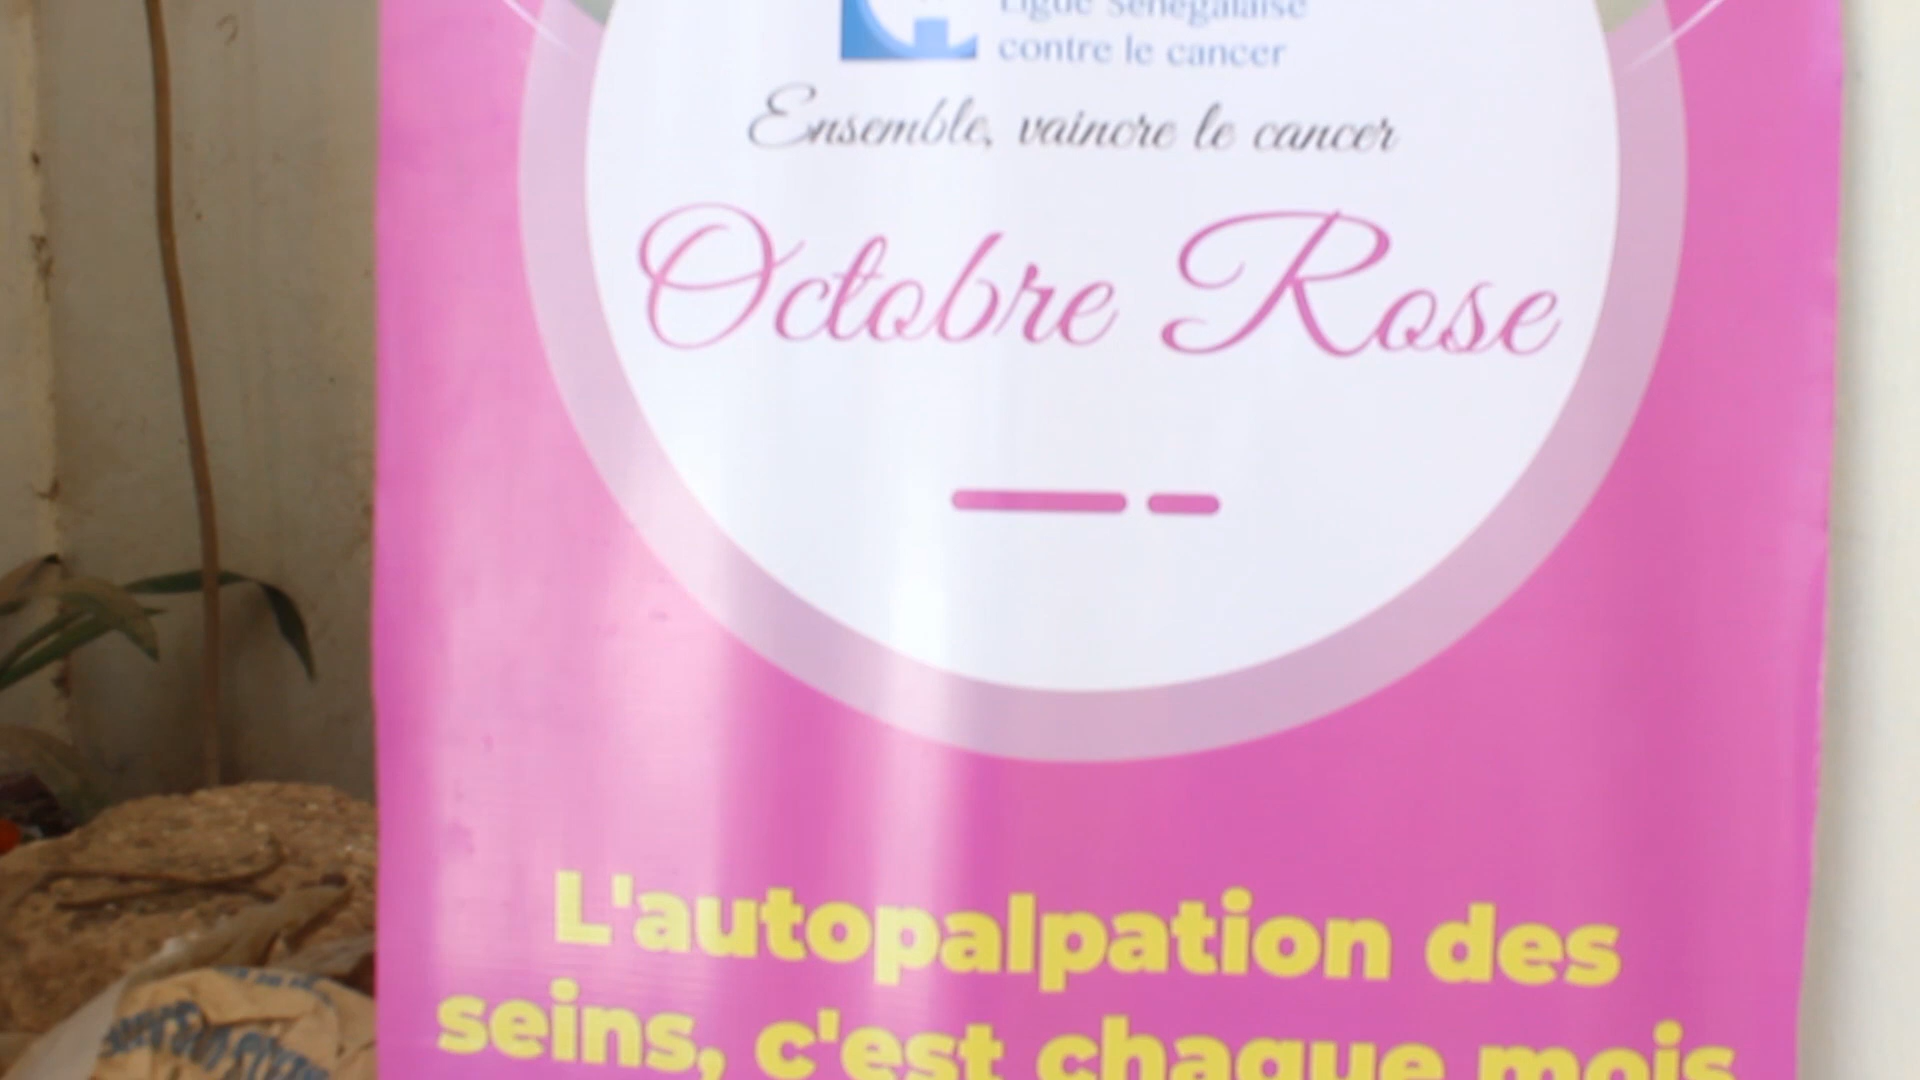 Ligue Sénégalaise
contre le cancer
Ensemble, vaincre le cancer
Octobre Rose
L'autopalpation des
seins, c'est chaque mois